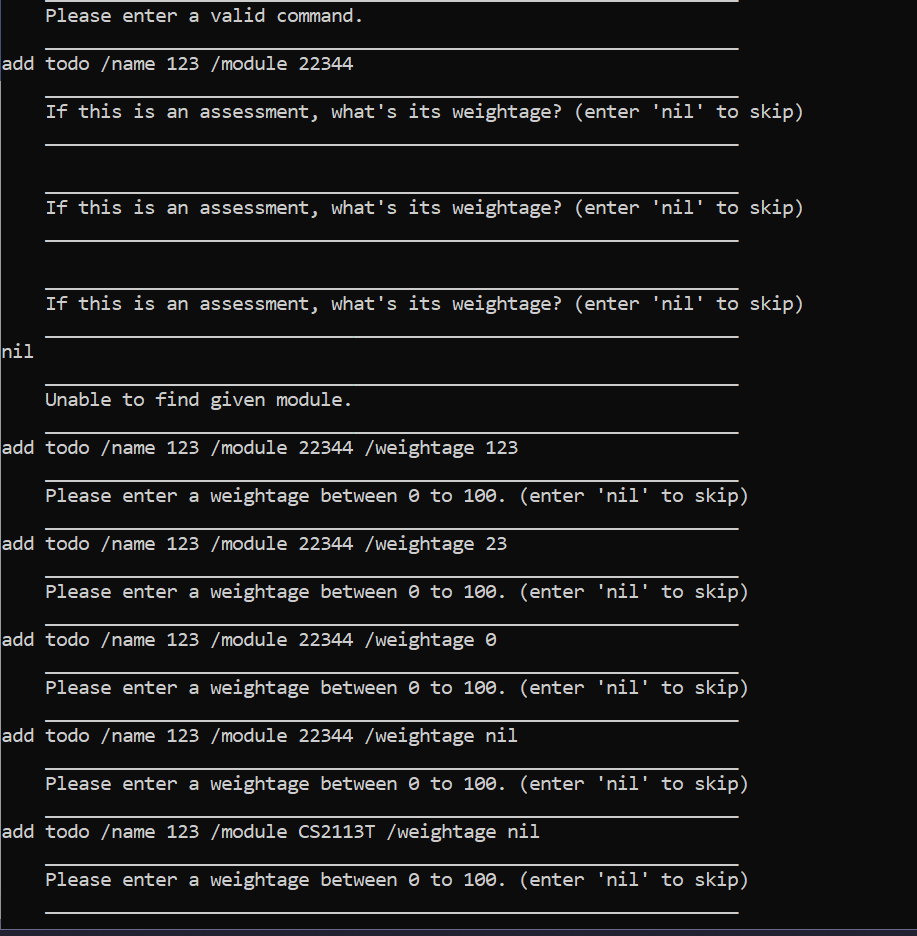 Please enter a valid command.
add todo /name 123 /module 22344
If this is an assessment, what's its weightage? (enter 'nil' to skip)
If this is an assessment, what's its weightage? (enter 'nil' to skip)
If this is an assessment, what's its weightage? (enter 'nil' to skip)
nil
Unable to find given module.
add todo /name 123 /module 22344 /weightage 123
Please enter a weightage between 0 to 100. (enter 'nil' to skip)
add todo /name 123 /module 22344 /weightage 23
Please enter a weightage between 0 to 100. (enter 'nil' to skip)
add todo /name 123 /module 22344 /weightage 0
Please enter a weightage between 0 to 100. (enter 'nil' to skip)
add todo /name 123 /module 22344 /weightage nil
Please enter a weightage between 0 to 100. (enter 'nil' to skip)
add todo /name 123 /module CS2113T /weightage nil
Please enter a weightage between 0 to 100. (enter 'nil' to skip)